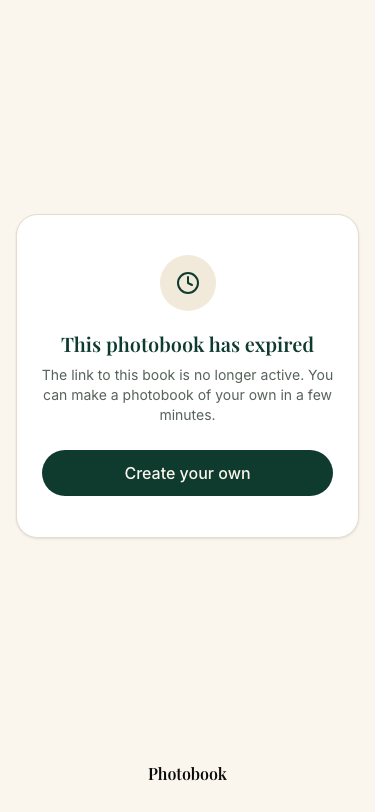 This photobook has expired
The link to this book is no longer active. You
can make a photobook of your own in a few
minutes.
Create your own
Photobook